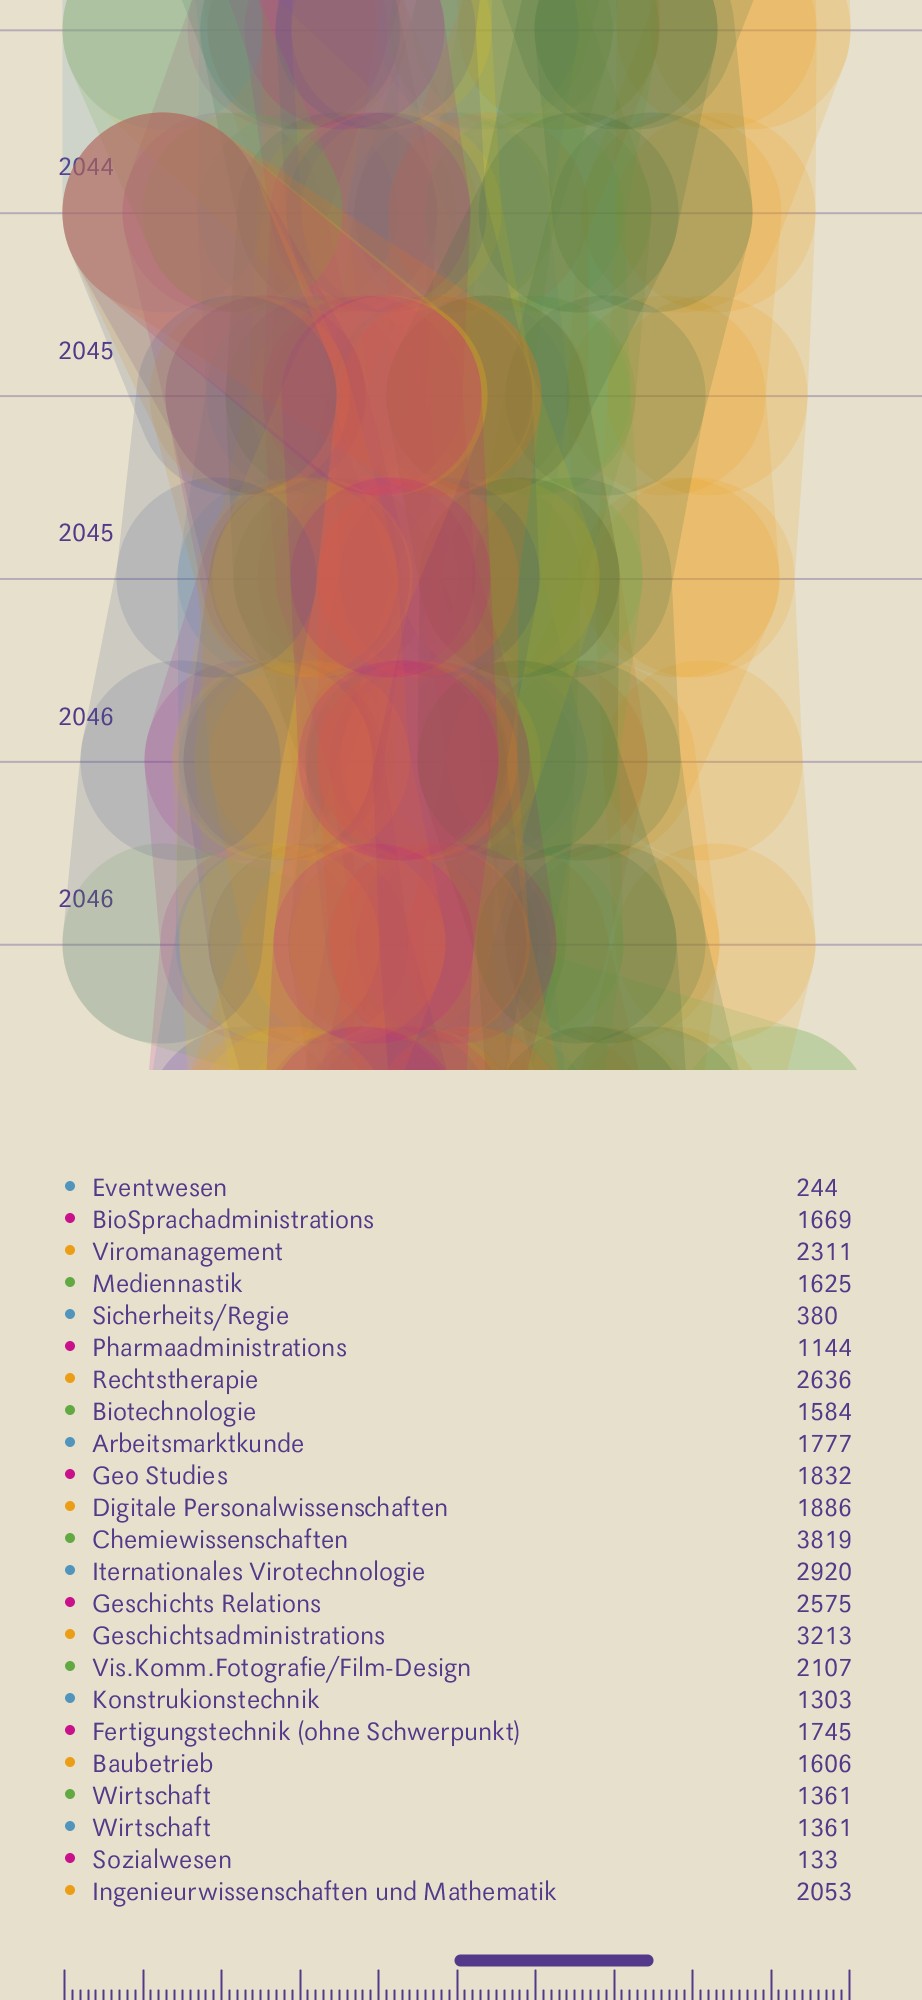 2044
2045
2045
2046
2046
Eventwesen 244
BioSprachadministrations 1669
Viromanagement 2311
Mediennastik 1625
Sicherheits/Regie 380
Pharmaadministrations 1144
Rechtstherapie 2636
Biotechnologie 1584
Arbeitsmarktkunde 1777
Geo Studies 1832
Digitale Personalwissenschaften 1886
Chemiewissenschaften 3819
Iternationales Virotechnologie 2920
Geschichts Relations 2575
Geschichtsadministrations 3213
Vis.Komm.Fotografie/Film-Design 2107
Konstrukionstechnik 1303
Fertigungstechnik (ohne Schwerpunkt) 1745
Baubetrieb 1606
Wirtschaft 1361
Wirtschaft 1361
Sozialwesen 133
Ingenieurwissenschaften und Mathematik 2053